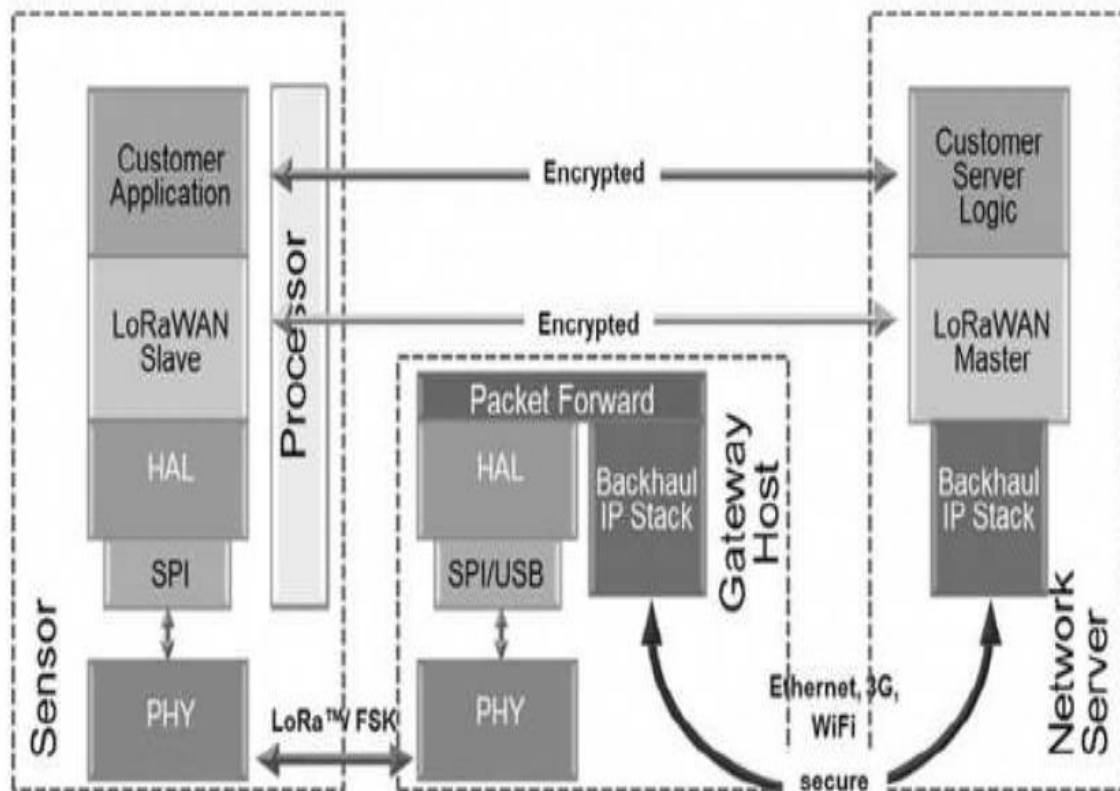 Customer
Application
LoRaWAN
Slave
HAL
SPI
PHY
Processor
Sensor
Encrypted
Encrypted
LoRa™/ FSK
Packet Forward
HAL
SPI/USB
PHY
Backhaul
IP Stack
Gateway
Host
Ethernet, 3G,
WiFi
secure
Customer
Server
Logic
LoRaWAN
Master
Backhaul
IP Stack
Network
Server